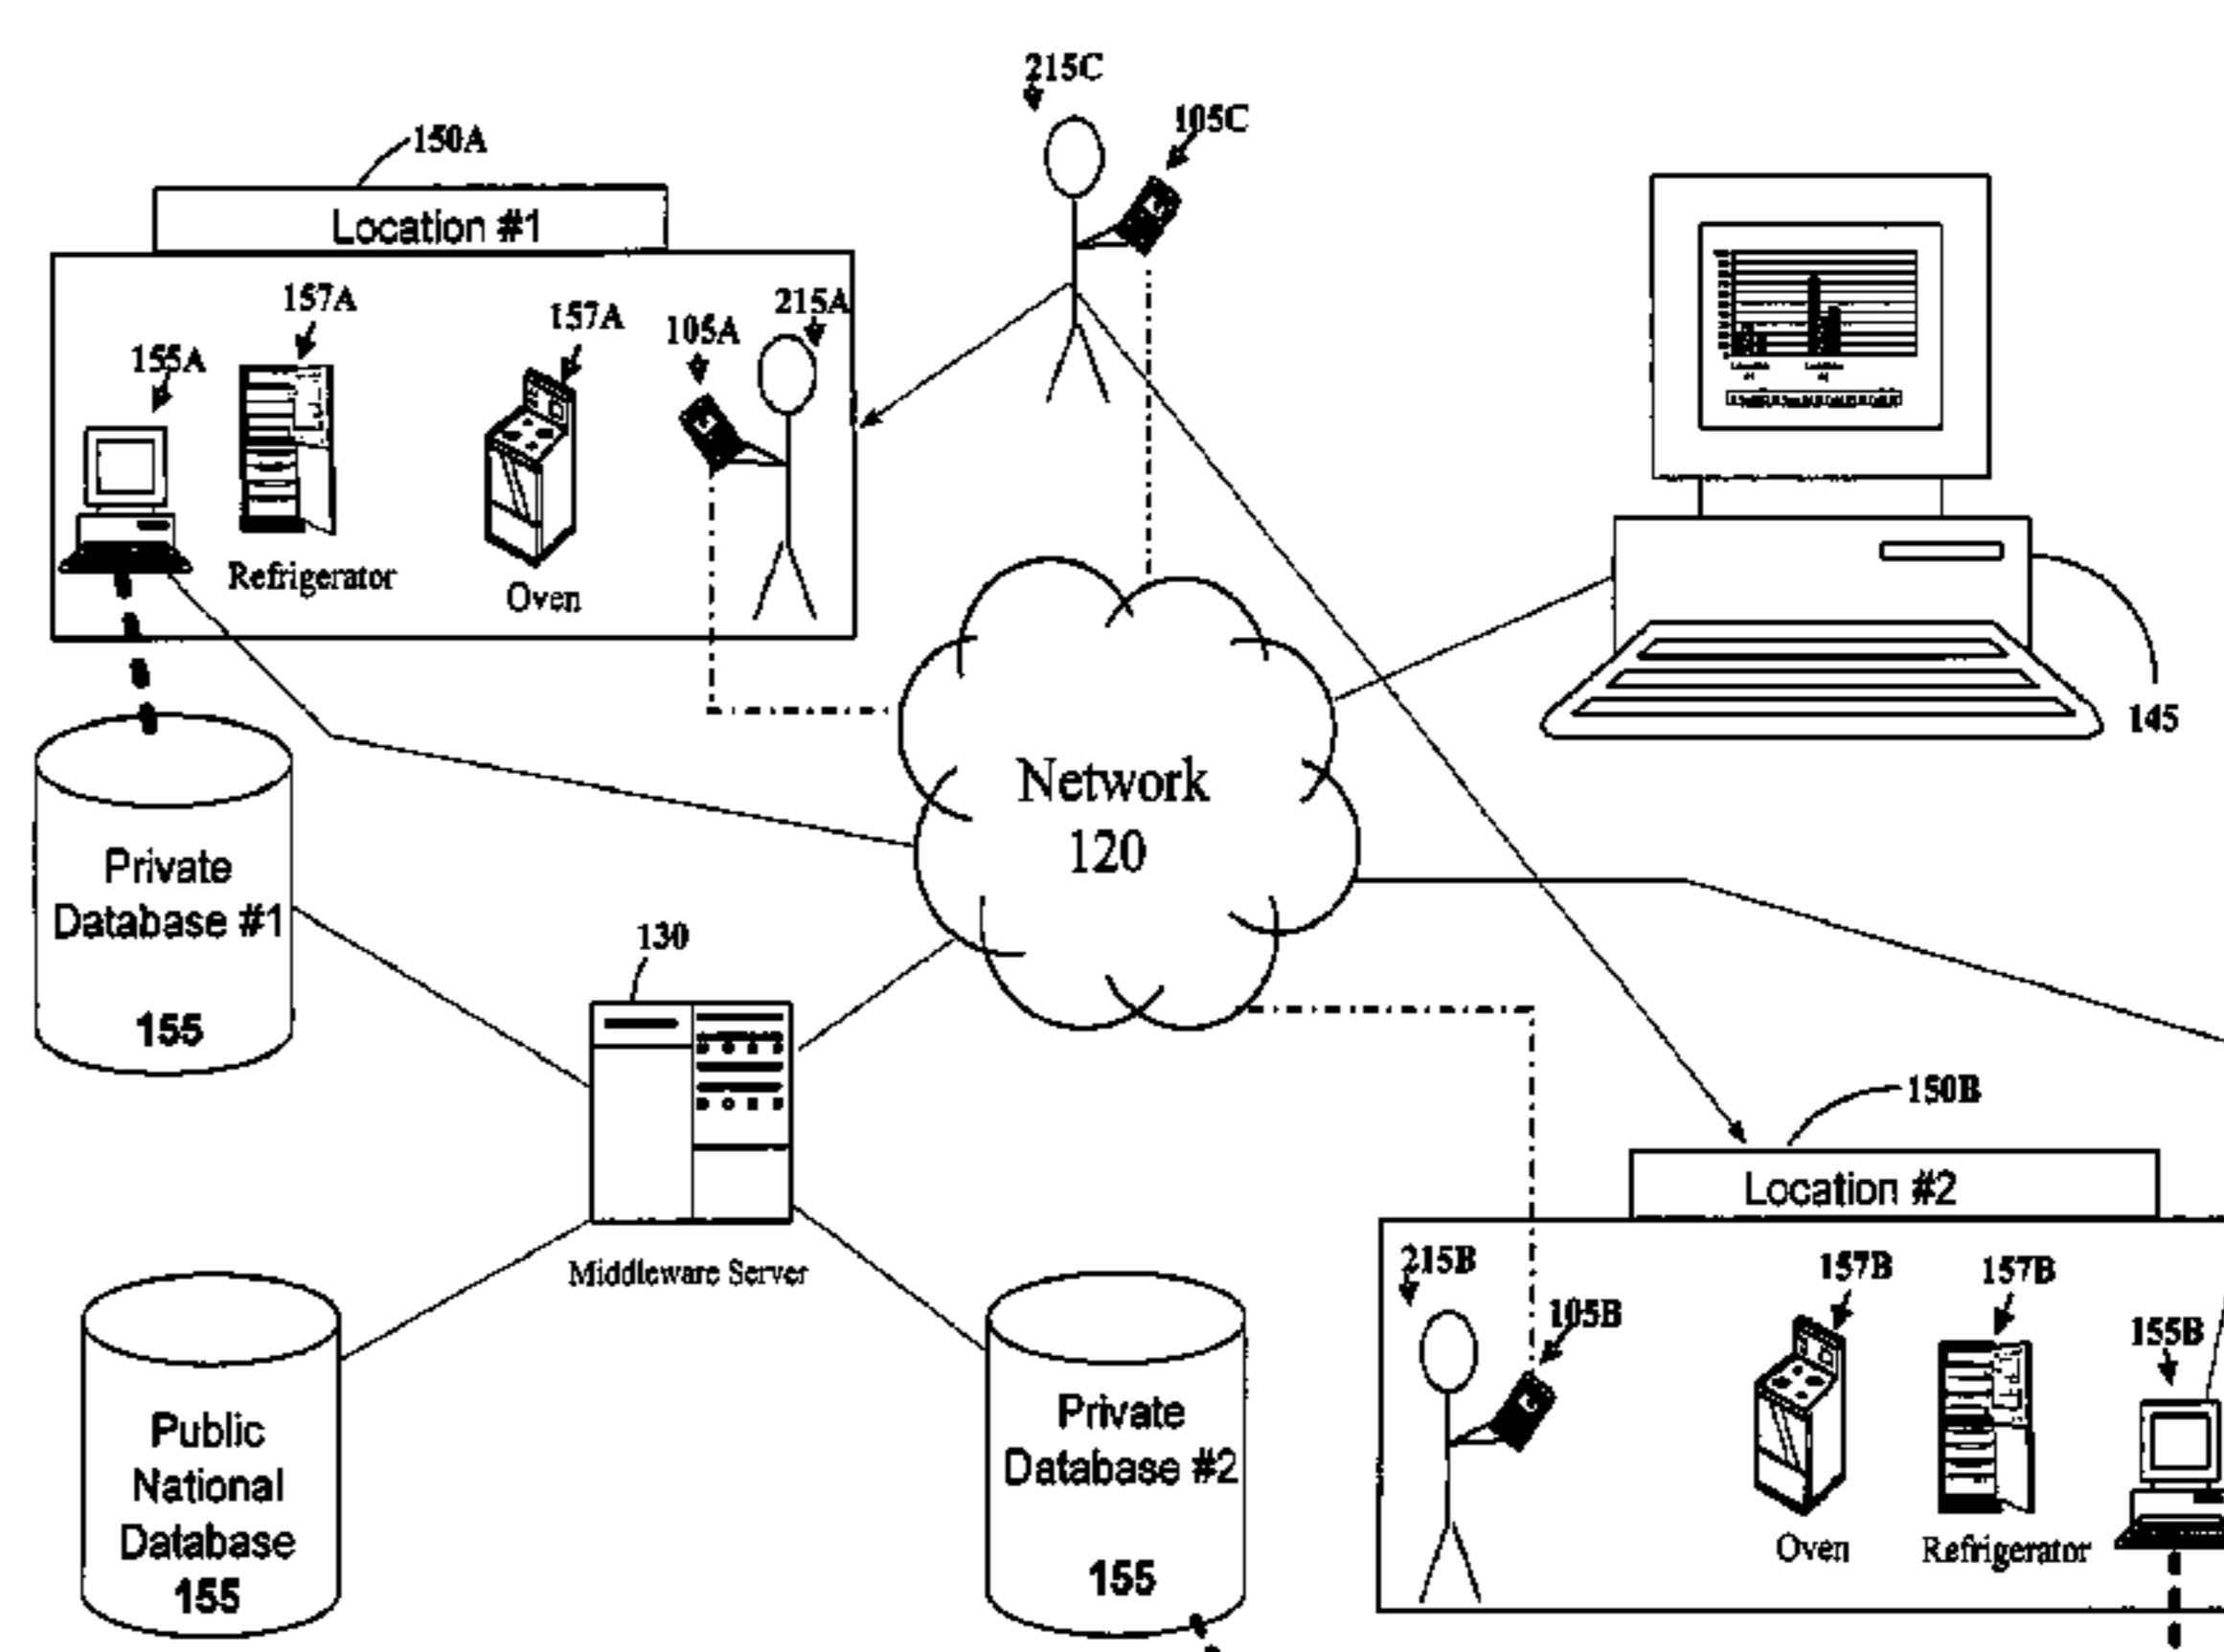 215C
105C
150A
Location #1
157A
157A
105A
215A
155A
Refrigerator
Oven
145
Network
120
Private
Database #1
155
130
Middleware Server
150B
Location #2
215B
105B
157B
157B
155B
Oven
Refrigerator
Public
National
Database
155
Private
Database #2
155